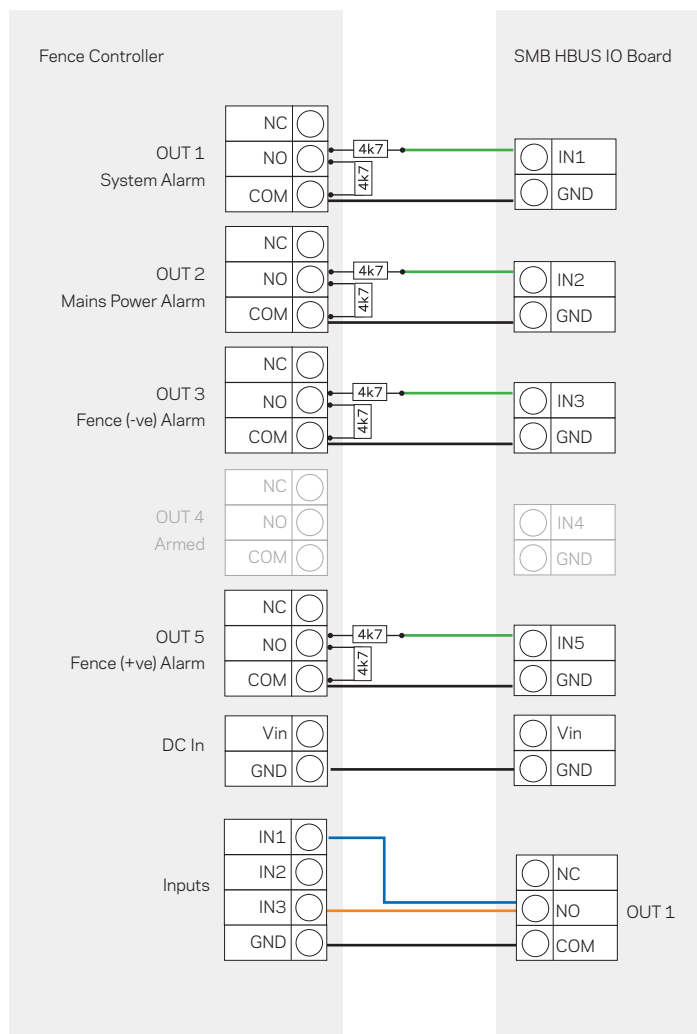 Fence Controller
SMB HBUS IO Board
OUT 1
System Alarm
NC
NO
COM
4k7
4k7
IN1
GND
OUT 2
Mains Power Alarm
NC
NO
COM
4k7
4k7
IN2
GND
OUT 3
Fence (-ve) Alarm
NC
NO
COM
4k7
4k7
IN3
GND
OUT 4
Armed
NC
NO
COM
IN4
GND
OUT 5
Fence (+ve) Alarm
NC
NO
COM
4k7
4k7
IN5
GND
DC In
Vin
GND
Vin
GND
Inputs
IN1
IN2
IN3
GND
NC
NO
COM
OUT 1